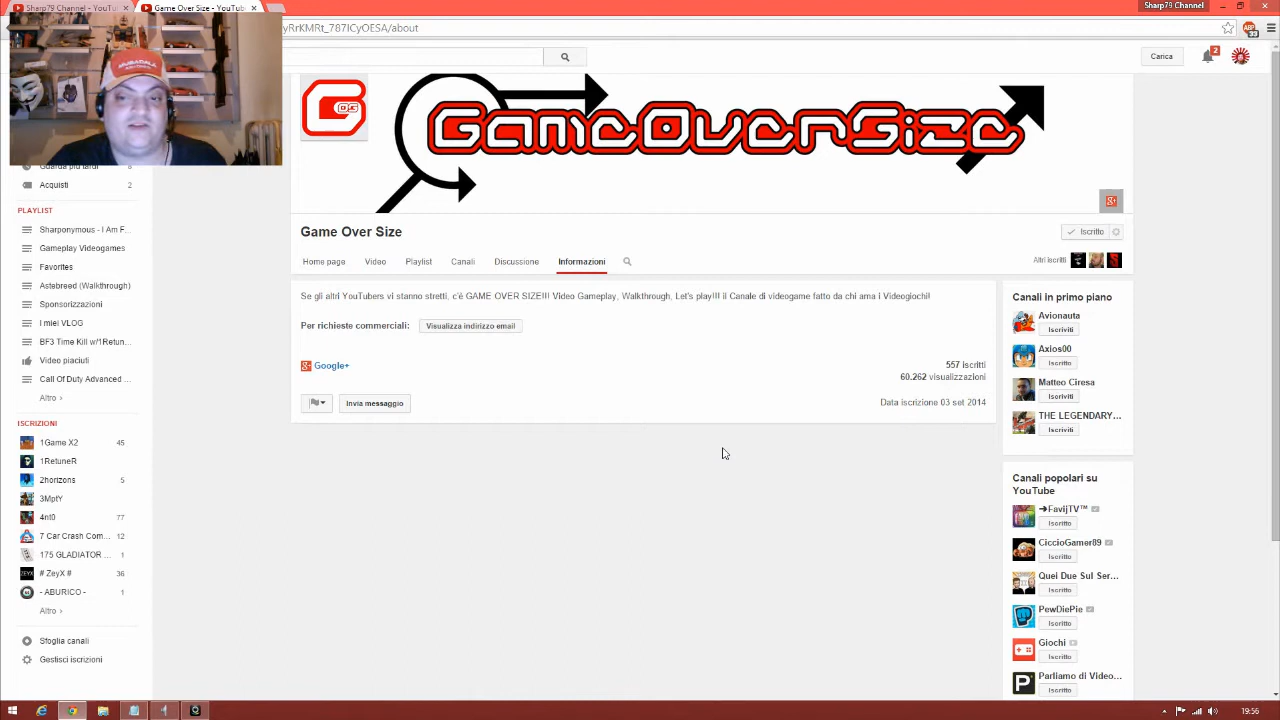 Sharp79 Channel - YouTu
Game Over Size - YouTub
Sharp79 Channel
yRrKMRt_787ICyOESA/about
Carica
2
GameOverSize
Guarda più tardi 8
Acquisti 2
PLAYLIST
Sharponymous - I Am F...
Gameplay Videogames
Favorites
Astebreed (Walkthrough)
Sponsorizzazioni
I miei VLOG
BF3 Time Kill w/1Retun...
Video piaciuti
Call Of Duty Advanced ...
Altro ›
ISCRIZIONI
1Game X2 45
1RetuneR
2horizons 5
3MptY
4nt0 77
7 Car Crash Com... 12
175 GLADIATOR ... 1
# ZeyX # 36
- ABURICO - 1
Altro ›
Sfoglia canali
Gestisci iscrizioni
Game Over Size
Iscritto
Home page Video Playlist Canali Discussione Informazioni
Altri iscritti
Se gli altri YouTubers vi stanno stretti, c'è GAME OVER SIZE!!! Video Gameplay, Walkthrough, Let's play!!! il Canale di videogame fatto da chi ama i Videogiochi!
Per richieste commerciali: Visualizza indirizzo email
Google+
557 iscritti
60.262 visualizzazioni
Invia messaggio
Data iscrizione 03 set 2014
Canali in primo piano
Avionauta
Iscriviti
Axios00
Iscritto
Matteo Ciresa
Iscriviti
THE LEGENDARY...
Iscriviti
Canali popolari su
YouTube
➔FavijTV™
Iscritto
CiccioGamer89
Iscritto
Quei Due Sul Ser...
Iscritto
PewDiePie
Iscritto
Giochi
Iscritto
Parliamo di Video...
Iscritto
19:56